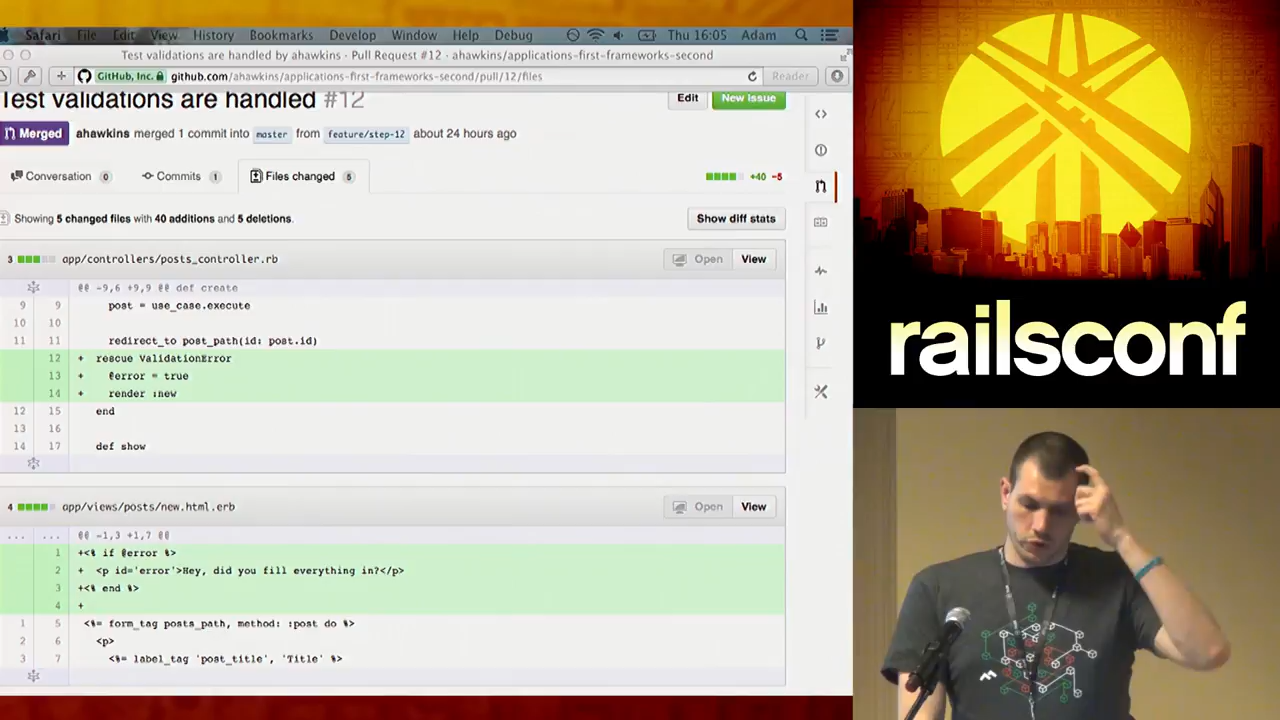 Safari File Edit View History Bookmarks Develop Window Help Debug Thu 16:05 Adam
Test validations are handled by ahawkins · Pull Request #12 · ahawkins/applications-first-frameworks-second
GitHub, Inc. github.com/ahawkins/applications-first-frameworks-second/pull/12/files Reader
Test validations are handled #12 Edit New Issue
Merged ahawkins merged 1 commit into master from feature/step-12 about 24 hours ago
Conversation 0 Commits 1 Files changed 5 +40 −5
Showing 5 changed files with 40 additions and 5 deletions. Show diff stats
3 app/controllers/posts_controller.rb Open View
@@ -9,6 +9,9 @@ def create
9 9 post = use_case.execute
10 10
11 11 redirect_to post_path(id: post.id)
12 + rescue ValidationError
13 + @error = true
14 + render :new
12 15 end
13 16
14 17 def show
4 app/views/posts/new.html.erb Open View
... ... @@ -1,3 +1,7 @@
1 +<% if @error %>
2 + <p id='error'>Hey, did you fill everything in?</p>
3 +<% end %>
4 +
1 5 <%= form_tag posts_path, method: :post do %>
2 6 <p>
3 7 <%= label_tag 'post_title', 'Title' %>
railsconf